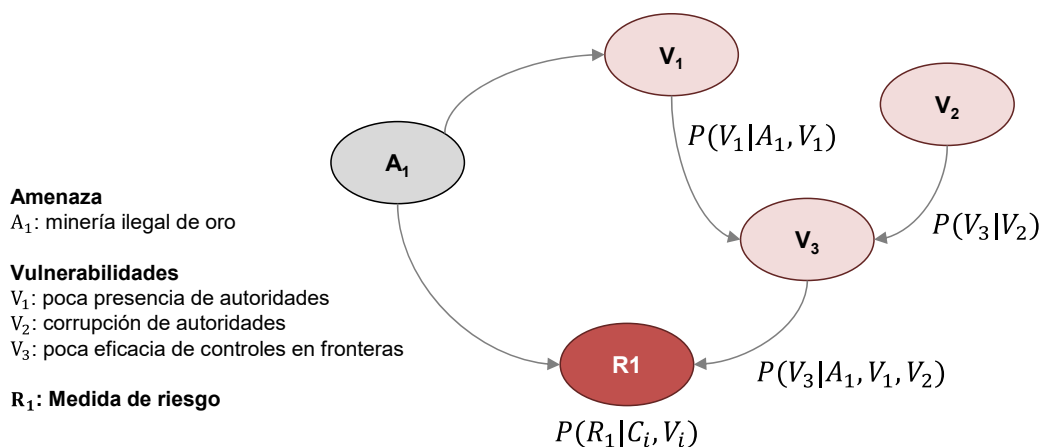 V₁
V₂
P(V₁|A₁, V₁)
A₁
Amenaza
A₁: minería ilegal de oro
V₃
P(V₃|V₂)
Vulnerabilidades
V₁: poca presencia de autoridades
V₂: corrupción de autoridades
V₃: poca eficacia de controles en fronteras
R1
P(V₃|A₁, V₁, V₂)
R₁: Medida de riesgo
P(R₁|Cᵢ, Vᵢ)